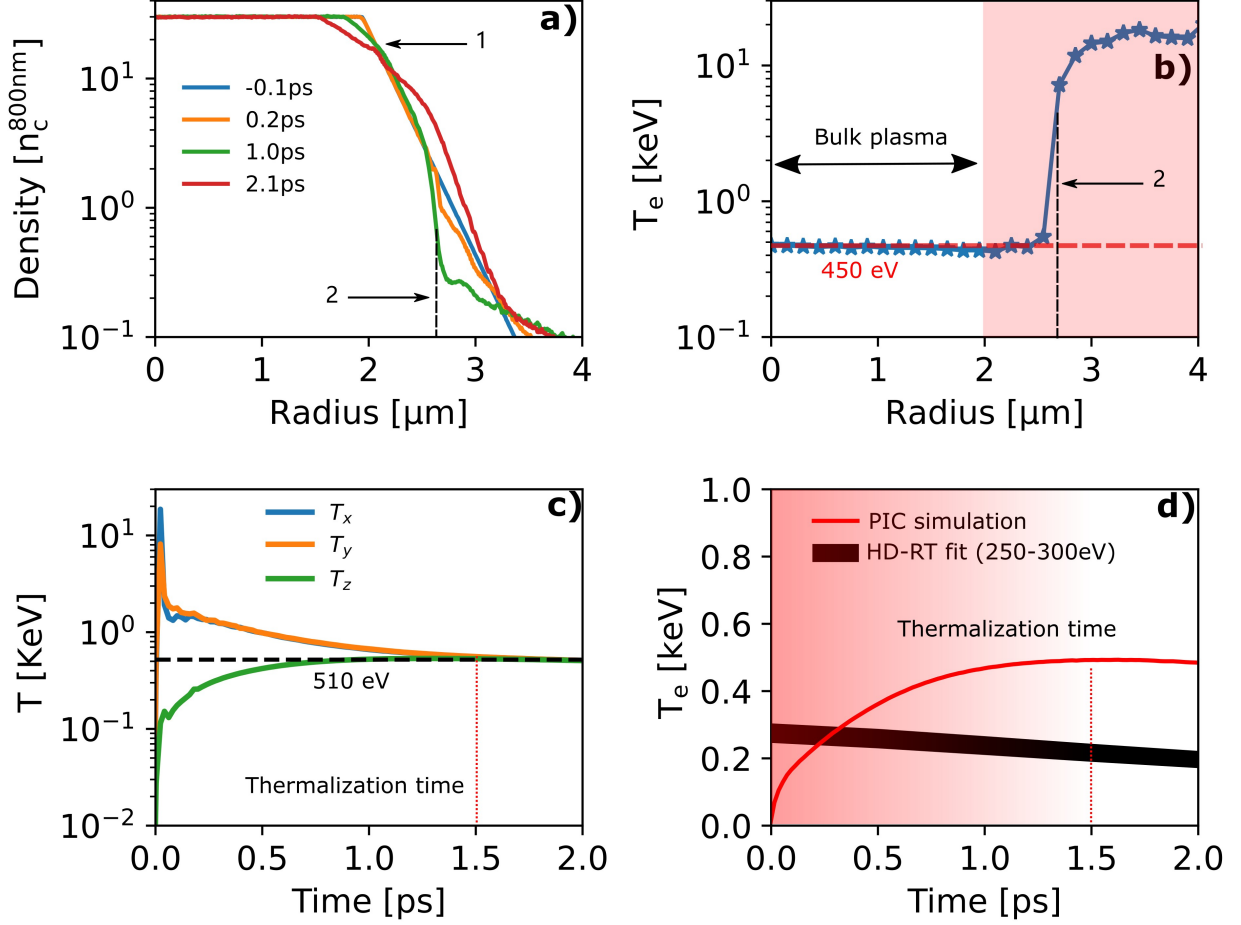 a)
Density [n_C^800nm]
10^1
10^0
10^-1
-0.1ps
0.2ps
1.0ps
2.1ps
1
2
0 1 2 3 4
Radius [μm]
b)
T_e [keV]
10^1
10^0
10^-1
Bulk plasma
2
450 eV
0 1 2 3 4
Radius [μm]
c)
T [KeV]
10^1
10^0
10^-1
10^-2
T_x
T_y
T_z
510 eV
Thermalization time
0.0 0.5 1.0 1.5 2.0
Time [ps]
d)
T_e [keV]
1.0
0.8
0.6
0.4
0.2
0.0
PIC simulation
HD-RT fit (250-300eV)
Thermalization time
0.0 0.5 1.0 1.5 2.0
Time [ps]